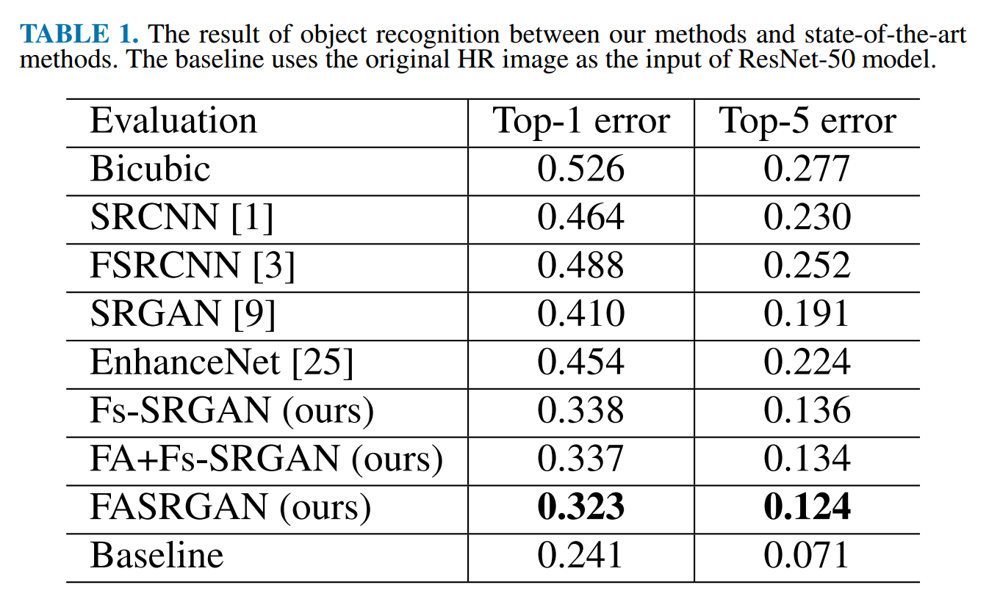 TABLE 1. The result of object recognition between our methods and state-of-the-art
methods. The baseline uses the original HR image as the input of ResNet-50 model.
Evaluation Top-1 error Top-5 error
Bicubic 0.526 0.277
SRCNN [1] 0.464 0.230
FSRCNN [3] 0.488 0.252
SRGAN [9] 0.410 0.191
EnhanceNet [25] 0.454 0.224
Fs-SRGAN (ours) 0.338 0.136
FA+Fs-SRGAN (ours) 0.337 0.134
FASRGAN (ours) 0.323 0.124
Baseline 0.241 0.071